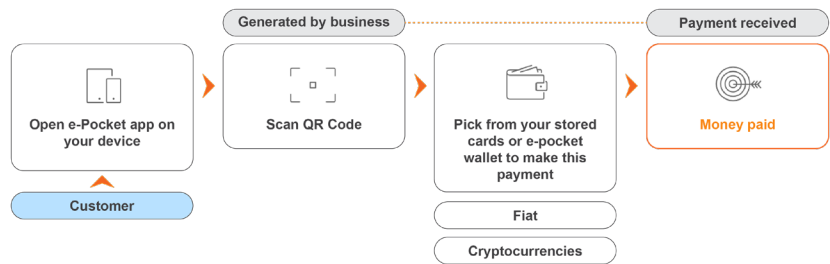 Generated by business
Payment received
Open e-Pocket app on
your device
Scan QR Code
Pick from your stored
cards or e-pocket
wallet to make this
payment
Money paid
Customer
Fiat
Cryptocurrencies